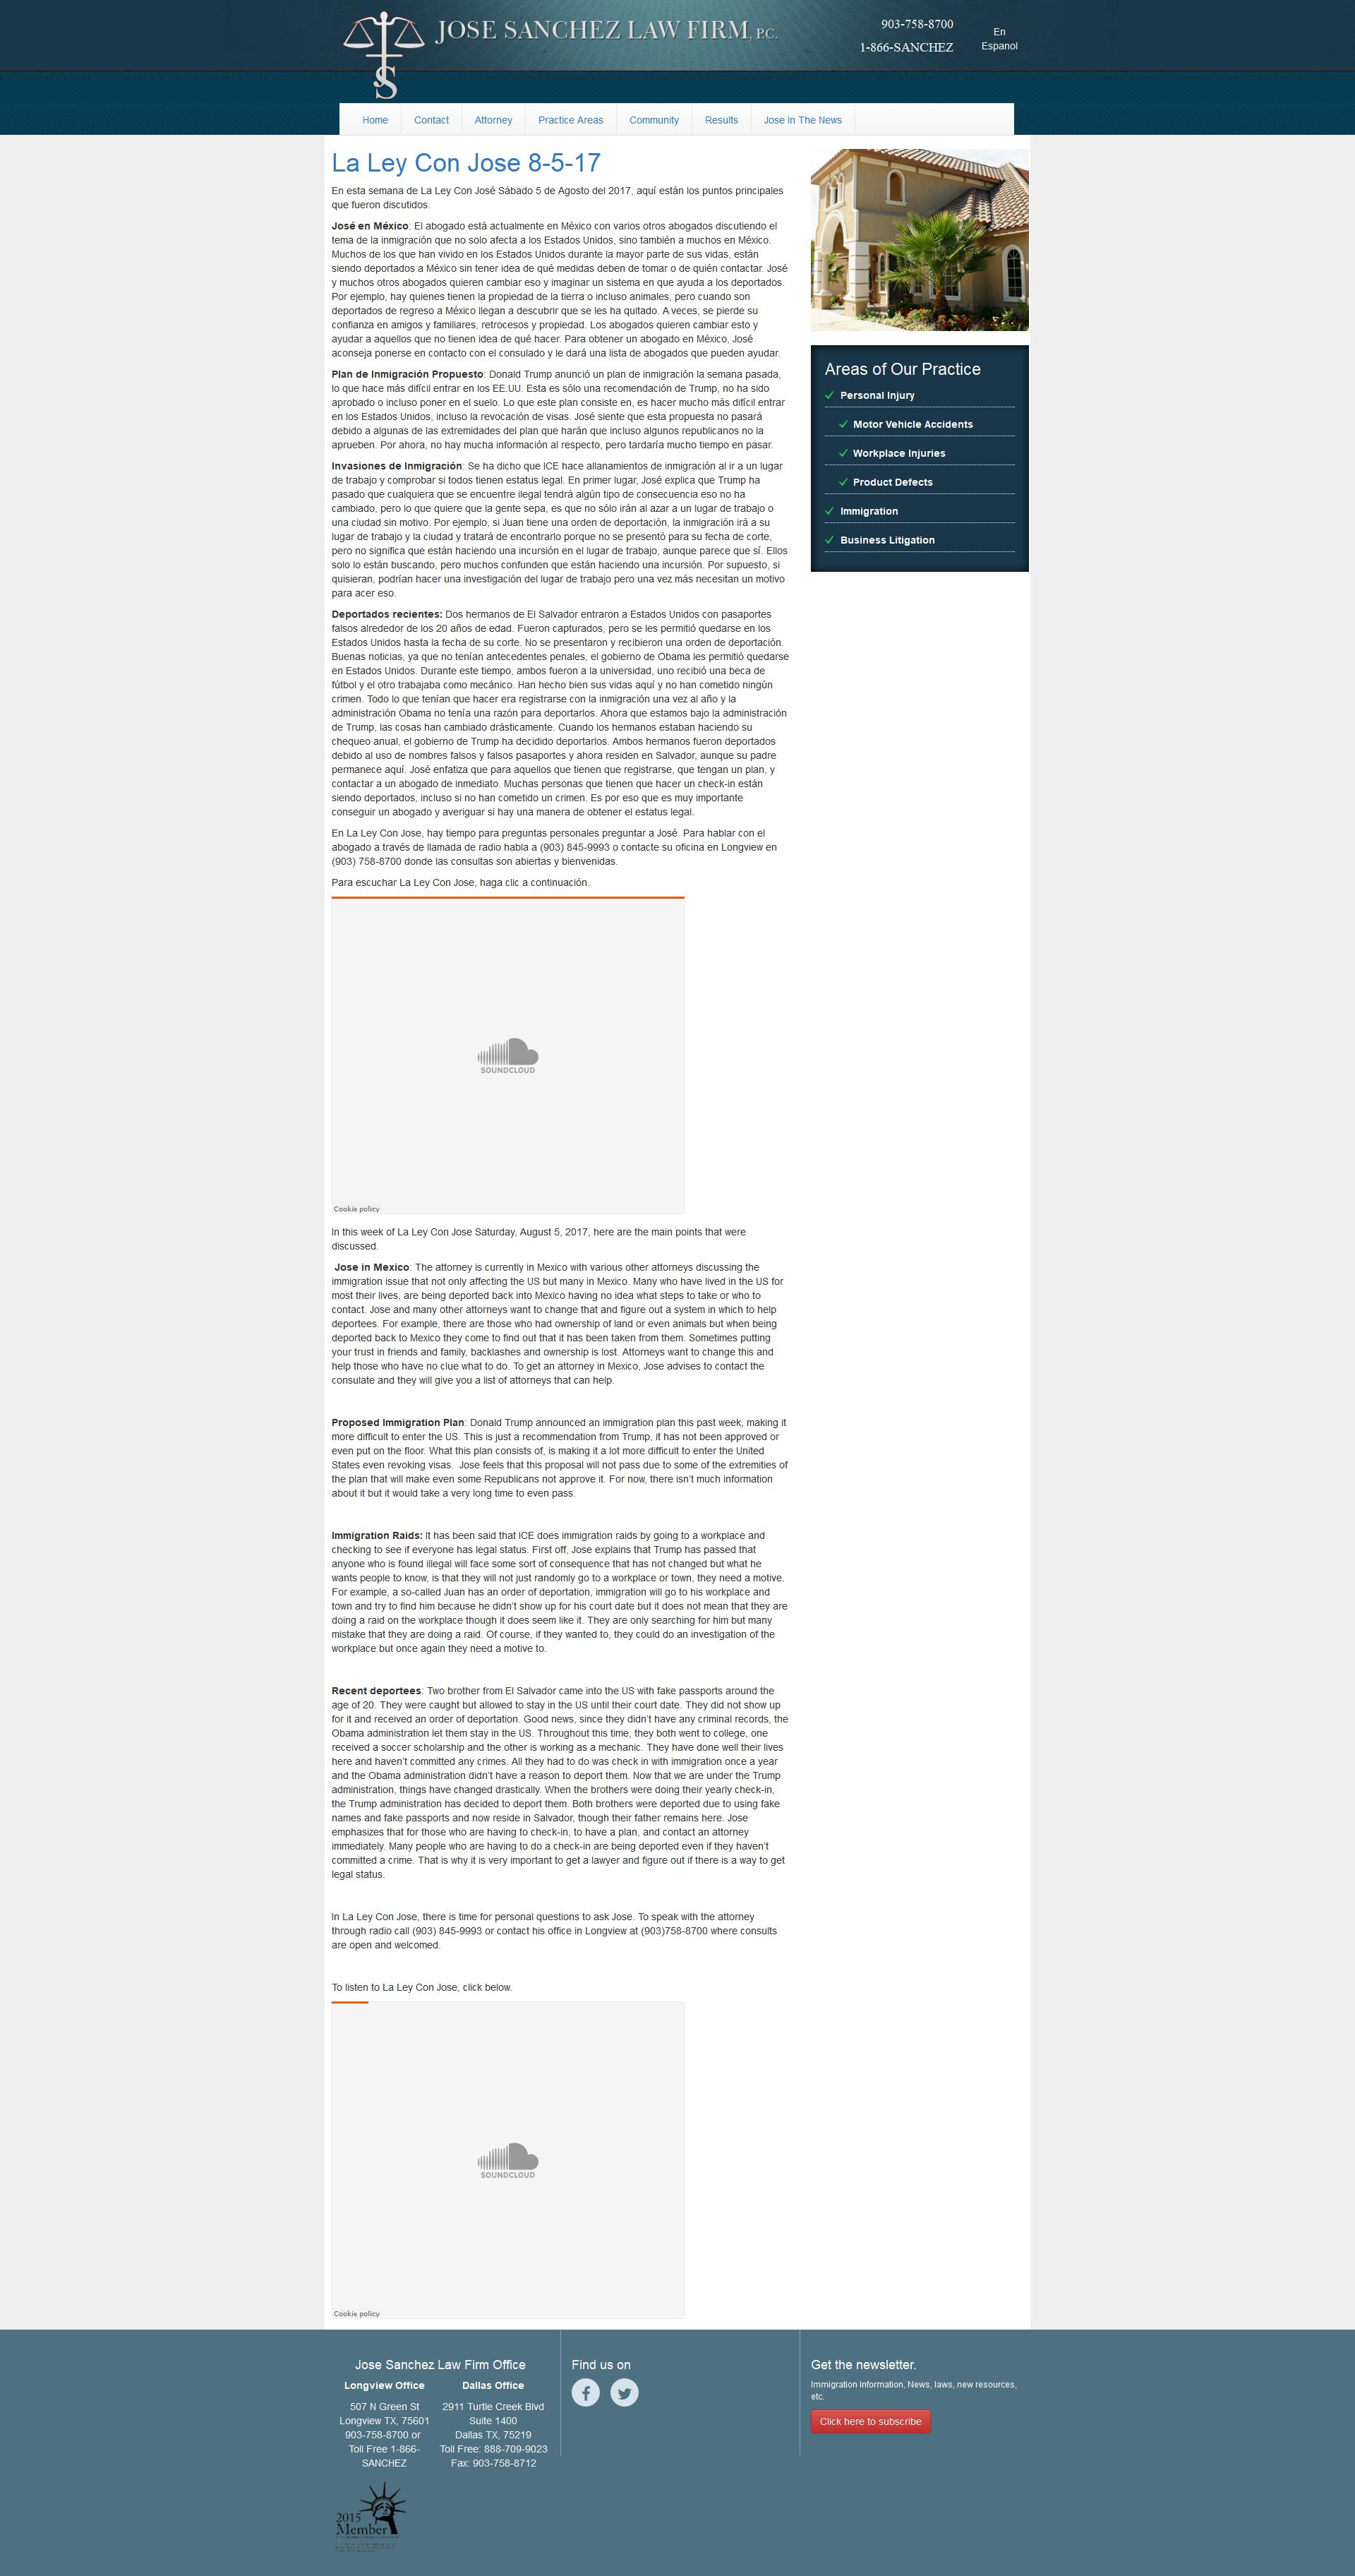 JOSE SANCHEZ LAW FIRM, P.C.
903-758-8700
1-866-SANCHEZ
En
Espanol
JS
Home Contact Attorney Practice Areas Community Results Jose In The News
La Ley Con Jose 8-5-17
En esta semana de La Ley Con José Sábado 5 de Agosto del 2017, aquí están los puntos principales
que fueron discutidos.
José en México: El abogado está actualmente en México con varios otros abogados discutiendo el
tema de la inmigración que no solo afecta a los Estados Unidos, sino también a muchos en México.
Muchos de los que han vivido en los Estados Unidos durante la mayor parte de sus vidas, están
siendo deportados a México sin tener idea de qué medidas deben de tomar o de quién contactar. José
y muchos otros abogados quieren cambiar eso y imaginar un sistema en que ayuda a los deportados.
Por ejemplo, hay quienes tienen la propiedad de la tierra o incluso animales, pero cuando son
deportados de regreso a México llegan a descubrir que se les ha quitado. A veces, se pierde su
confianza en amigos y familiares, retrocesos y propiedad. Los abogados quieren cambiar esto y
ayudar a aquellos que no tienen idea de qué hacer. Para obtener un abogado en México, José
aconseja ponerse en contacto con el consulado y le dará una lista de abogados que pueden ayudar.
Plan de Inmigración Propuesto: Donald Trump anunció un plan de inmigración la semana pasada,
lo que hace más difícil entrar en los EE.UU. Esta es sólo una recomendación de Trump, no ha sido
aprobado o incluso poner en el suelo. Lo que este plan consiste en, es hacer mucho más difícil entrar
en los Estados Unidos, incluso la revocación de visas. José siente que esta propuesta no pasará
debido a algunas de las extremidades del plan que harán que incluso algunos republicanos no la
aprueben. Por ahora, no hay mucha información al respecto, pero tardaría mucho tiempo en pasar.
Invasiones de Inmigración: Se ha dicho que ICE hace allanamientos de inmigración al ir a un lugar
de trabajo y comprobar si todos tienen estatus legal. En primer lugar, José explica que Trump ha
pasado que cualquiera que se encuentre ilegal tendrá algún tipo de consecuencia eso no ha
cambiado, pero lo que quiere que la gente sepa, es que no sólo irán al azar a un lugar de trabajo o
una ciudad sin motivo. Por ejemplo, si Juan tiene una orden de deportación, la inmigración irá a su
lugar de trabajo y la ciudad y tratará de encontrarlo porque no se presentó para su fecha de corte,
pero no significa que están haciendo una incursión en el lugar de trabajo, aunque parece que sí. Ellos
solo lo están buscando, pero muchos confunden que están haciendo una incursión. Por supuesto, si
quisieran, podrían hacer una investigación del lugar de trabajo pero una vez más necesitan un motivo
para acer eso.
Deportados recientes: Dos hermanos de El Salvador entraron a Estados Unidos con pasaportes
falsos alrededor de los 20 años de edad. Fueron capturados, pero se les permitió quedarse en los
Estados Unidos hasta la fecha de su corte. No se presentaron y recibieron una orden de deportación.
Buenas noticias, ya que no tenían antecedentes penales, el gobierno de Obama les permitió quedarse
en Estados Unidos. Durante este tiempo, ambos fueron a la universidad, uno recibió una beca de
fútbol y el otro trabajaba como mecánico. Han hecho bien sus vidas aquí y no han cometido ningún
crimen. Todo lo que tenían que hacer era registrarse con la inmigración una vez al año y la
administración Obama no tenía una razón para deportarlos. Ahora que estamos bajo la administración
de Trump, las cosas han cambiado drásticamente. Cuando los hermanos estaban haciendo su
chequeo anual, el gobierno de Trump ha decidido deportarlos. Ambos hermanos fueron deportados
debido al uso de nombres falsos y falsos pasaportes y ahora residen en Salvador, aunque su padre
permanece aquí. José enfatiza que para aquellos que tienen que registrarse, que tengan un plan, y
contactar a un abogado de inmediato. Muchas personas que tienen que hacer un check-in están
siendo deportados, incluso si no han cometido un crimen. Es por eso que es muy importante
conseguir un abogado y averiguar si hay una manera de obtener el estatus legal.
En La Ley Con Jose, hay tiempo para preguntas personales preguntar a José. Para hablar con el
abogado a través de llamada de radio habla a (903) 845-9993 o contacte su oficina en Longview en
(903) 758-8700 donde las consultas son abiertas y bienvenidas.
Para escuchar La Ley Con Jose, haga clic a continuación.
SOUNDCLOUD
Cookie policy
In this week of La Ley Con Jose Saturday, August 5, 2017, here are the main points that were
discussed.
Jose in Mexico: The attorney is currently in Mexico with various other attorneys discussing the
immigration issue that not only affecting the US but many in Mexico. Many who have lived in the US for
most their lives, are being deported back into Mexico having no idea what steps to take or who to
contact. Jose and many other attorneys want to change that and figure out a system in which to help
deportees. For example, there are those who had ownership of land or even animals but when being
deported back to Mexico they come to find out that it has been taken from them. Sometimes putting
your trust in friends and family, backlashes and ownership is lost. Attorneys want to change this and
help those who have no clue what to do. To get an attorney in Mexico, Jose advises to contact the
consulate and they will give you a list of attorneys that can help.
Proposed Immigration Plan: Donald Trump announced an immigration plan this past week, making it
more difficult to enter the US. This is just a recommendation from Trump, it has not been approved or
even put on the floor. What this plan consists of, is making it a lot more difficult to enter the United
States even revoking visas.  Jose feels that this proposal will not pass due to some of the extremities of
the plan that will make even some Republicans not approve it. For now, there isn't much information
about it but it would take a very long time to even pass.
Immigration Raids: It has been said that ICE does immigration raids by going to a workplace and
checking to see if everyone has legal status. First off, Jose explains that Trump has passed that
anyone who is found illegal will face some sort of consequence that has not changed but what he
wants people to know, is that they will not just randomly go to a workplace or town, they need a motive.
For example, a so-called Juan has an order of deportation, immigration will go to his workplace and
town and try to find him because he didn't show up for his court date but it does not mean that they are
doing a raid on the workplace though it does seem like it. They are only searching for him but many
mistake that they are doing a raid. Of course, if they wanted to, they could do an investigation of the
workplace but once again they need a motive to.
Recent deportees: Two brother from El Salvador came into the US with fake passports around the
age of 20. They were caught but allowed to stay in the US until their court date. They did not show up
for it and received an order of deportation. Good news, since they didn't have any criminal records, the
Obama administration let them stay in the US. Throughout this time, they both went to college, one
received a soccer scholarship and the other is working as a mechanic. They have done well their lives
here and haven't committed any crimes. All they had to do was check in with immigration once a year
and the Obama administration didn't have a reason to deport them. Now that we are under the Trump
administration, things have changed drastically. When the brothers were doing their yearly check-in,
the Trump administration has decided to deport them. Both brothers were deported due to using fake
names and fake passports and now reside in Salvador, though their father remains here. Jose
emphasizes that for those who are having to check-in, to have a plan, and contact an attorney
immediately. Many people who are having to do a check-in are being deported even if they haven't
committed a crime. That is why it is very important to get a lawyer and figure out if there is a way to get
legal status.
In La Ley Con Jose, there is time for personal questions to ask Jose. To speak with the attorney
through radio call (903) 845-9993 or contact his office in Longview at (903)758-8700 where consults
are open and welcomed.
To listen to La Ley Con Jose, click below.
SOUNDCLOUD
Cookie policy
Areas of Our Practice
Personal Injury
Motor Vehicle Accidents
Workplace Injuries
Product Defects
Immigration
Business Litigation
Jose Sanchez Law Firm Office
Longview Office
507 N Green St
Longview TX, 75601
903-758-8700 or
Toll Free 1-866-
SANCHEZ
Dallas Office
2911 Turtle Creek Blvd
Suite 1400
Dallas TX, 75219
Toll Free: 888-709-9023
Fax: 903-758-8712
2015
Member
Find us on
Get the newsletter.
Immigration Information, News, laws, new resources,
etc.
Click here to subscribe